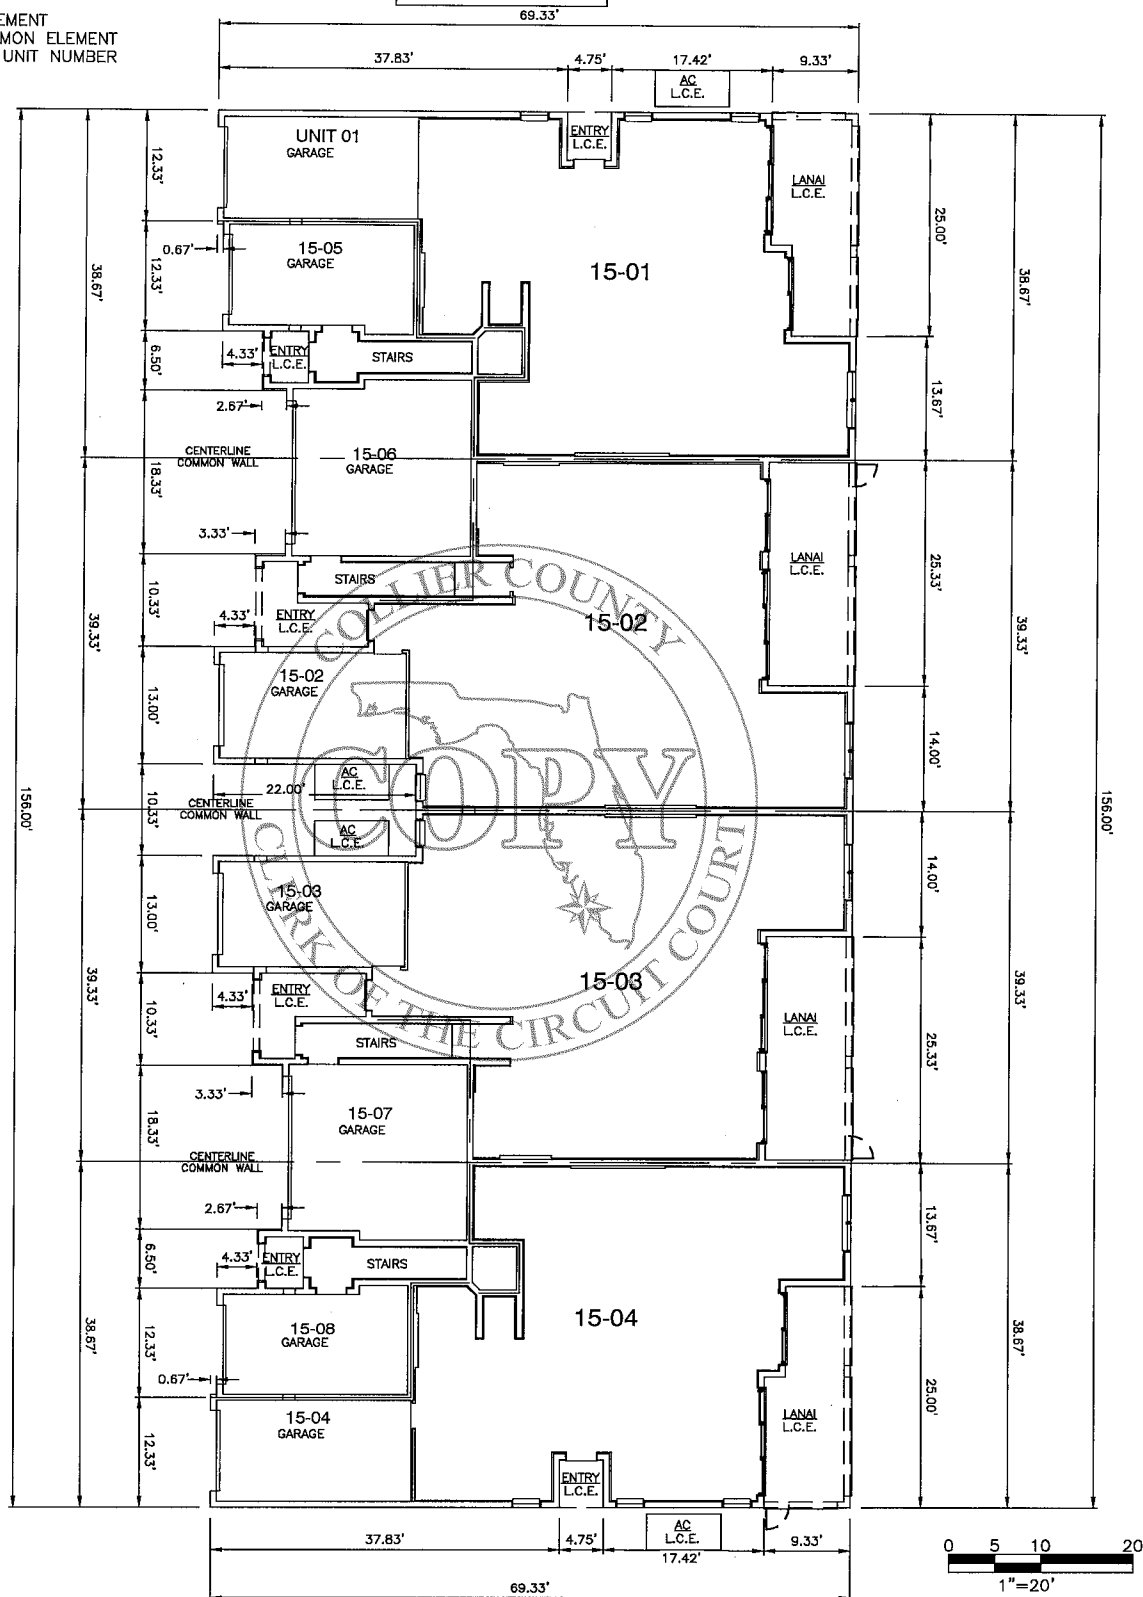 EMENT
MON ELEMENT
UNIT NUMBER
69.33'
37.83'
4.75'
17.42'
9.33'
AC
L.C.E.
UNIT 01
GARAGE
ENTRY
L.C.E.
LANAI
L.C.E.
12.33'
25.00'
0.67'
15-05
GARAGE
15-01
38.67'
12.33'
38.67'
4.33'
ENTRY
L.C.E.
STAIRS
6.50'
2.67'
13.67'
CENTERLINE
COMMON WALL
15-06
GARAGE
18.33'
3.33'
STAIRS
LANAI
L.C.E.
25.33'
10.33'
4.33'
ENTRY
L.C.E.
15-02
39.33'
39.33'
15-02
GARAGE
13.00'
14.00'
AC
L.C.E.
22.00'
CENTERLINE
COMMON WALL
10.33'
156.00'
156.00'
AC
L.C.E.
COLLIER COUNTY
COPY
CLERK OF THE CIRCUIT COURT
15-03
GARAGE
13.00'
14.00'
4.33'
ENTRY
L.C.E.
15-03
39.33'
39.33'
10.33'
STAIRS
LANAI
L.C.E.
25.33'
3.33'
15-07
GARAGE
18.33'
CENTERLINE
COMMON WALL
2.67'
13.67'
4.33'
ENTRY
L.C.E.
STAIRS
6.50'
15-08
GARAGE
15-04
38.67'
12.33'
38.67'
0.67'
15-04
GARAGE
LANAI
L.C.E.
25.00'
12.33'
ENTRY
L.C.E.
37.83'
4.75'
AC
L.C.E.
17.42'
9.33'
69.33'
0 5 10 20
1"=20'